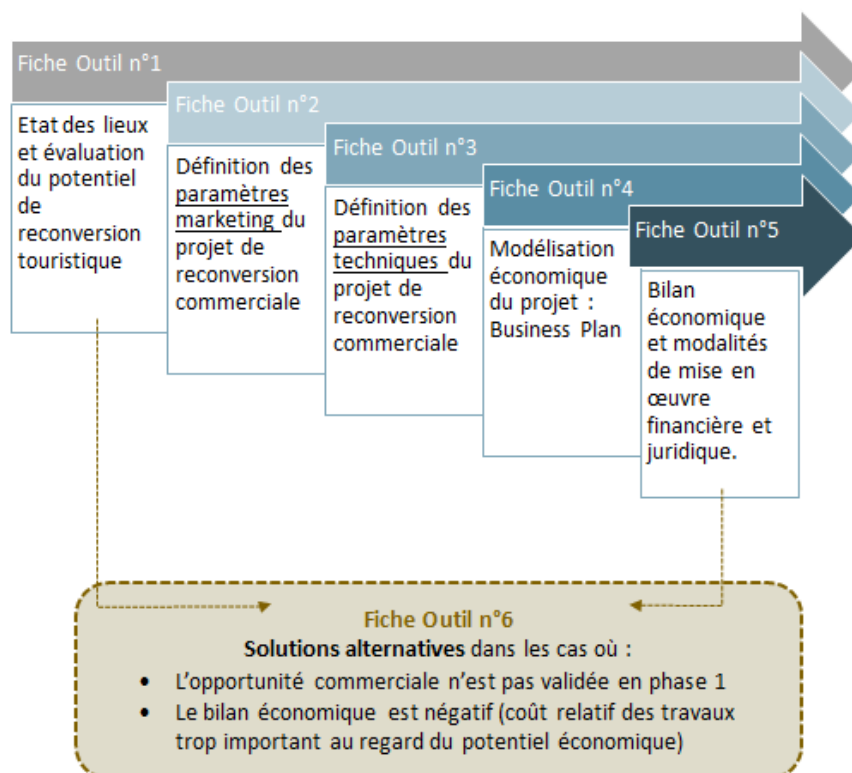 Fiche Outil n°1
Etat des lieux
et évaluation
du potentiel
de
reconversion
touristique
Fiche Outil n°2
Définition des
paramètres
marketing du
projet de
reconversion
commerciale
Fiche Outil n°3
Définition des
paramètres
techniques du
projet de
reconversion
commerciale
Fiche Outil n°4
Modélisation
économique
du projet :
Business Plan
Fiche Outil n°5
Bilan
économique
et modalités
de mise en
œuvre
financière et
juridique.
Fiche Outil n°6
Solutions alternatives dans les cas où :
• L’opportunité commerciale n’est pas validée en phase 1
• Le bilan économique est négatif (coût relatif des travaux
trop important au regard du potentiel économique)